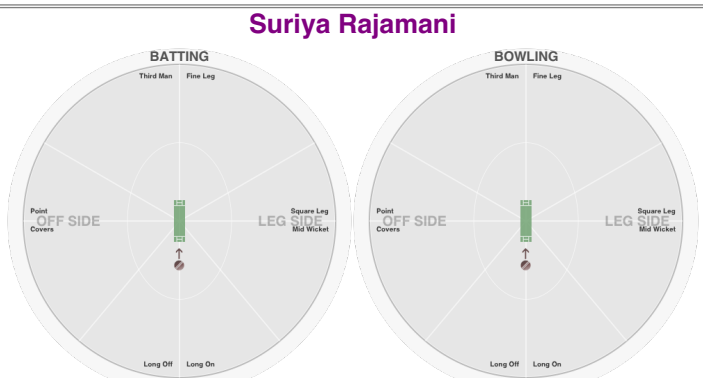 Suriya Rajamani
BATTING
Third Man Fine Leg
Point
OFF SIDE
Covers
Square Leg
LEG SIDE
Mid Wicket
Long Off Long On
BOWLING
Third Man Fine Leg
Point
OFF SIDE
Covers
Square Leg
LEG SIDE
Mid Wicket
Long Off Long On